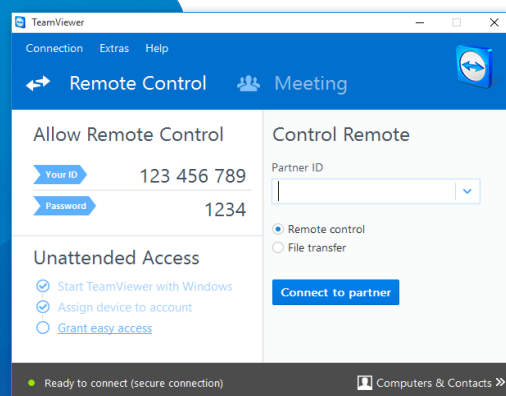 TeamViewer
Connection Extras Help
Remote Control Meeting
Allow Remote Control
Your ID 123 456 789
Password 1234
Unattended Access
Start TeamViewer with Windows
Assign device to account
Grant easy access
Control Remote
Partner ID
Remote control
File transfer
Connect to partner
Ready to connect (secure connection)
Computers & Contacts »